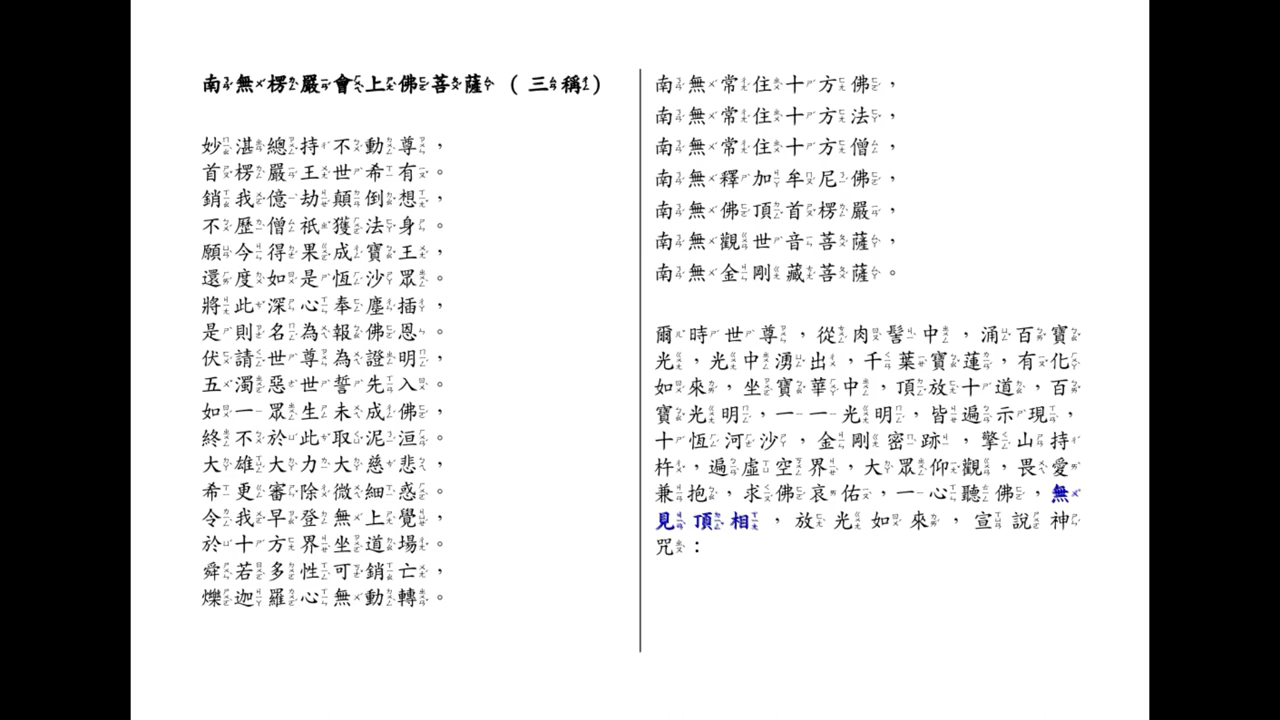 南無楞嚴會上佛菩薩（三稱）
妙湛總持不動尊，
首楞嚴王世希有。
銷我億劫顛倒想，
不歷僧祇獲法身。
願今得果成寶王，
還度如是恆沙眾。
將此深心奉塵插，
是則名為報佛恩。
伏請世尊為證明，
五濁惡世誓先入。
如一眾生未成佛，
終不於此取泥洹。
大雄大力大慈悲，
希更審除微細惑。
令我早登無上覺，
於十方界坐道場。
舜若多性可銷亡，
爍迦羅心無動轉。
南無常住十方佛，
南無常住十方法，
南無常住十方僧，
南無釋加牟尼佛，
南無佛頂首楞嚴，
南無觀世音菩薩，
南無金剛藏菩薩。
爾時世尊，從肉髻中，涌百寶
光，光中湧出，千葉寶蓮，有化
如來，坐寶華中，頂放十道，百
寶光明，一一光明，皆遍示現，
十恆河沙，金剛密跡，擎山持
杵，遍虛空界，大眾仰觀，畏愛
兼抱，求佛哀佑，一心聽佛，無
見頂相，放光如來，宣說神
咒：